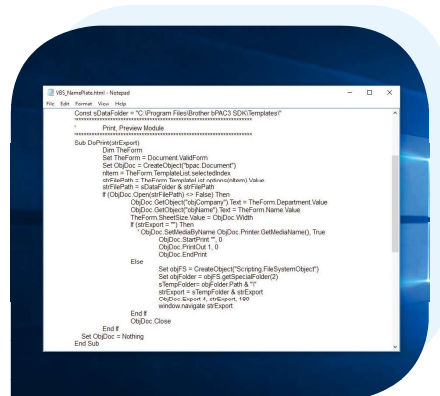 VBS_NamePlate.html - Notepad
File Edit Format View Help
Const sDataFolder = "C:\Program Files\Brother bPAC3 SDK\Templates\"
' Print, Preview Module
Sub DoPrint(strExport)
Dim TheForm
Set TheForm = Document.ValidForm
Set ObjDoc = CreateObject("bpac.Document")
nItem = TheForm.TemplateList.selectedIndex
strFilePath = TheForm.TemplateList.options(nItem).Value
strFilePath = sDataFolder & strFilePath
If (ObjDoc.Open(strFilePath) <> False) Then
ObjDoc.GetObject("objCompany").Text = TheForm.Department.Value
ObjDoc.GetObject("objName").Text = TheForm.Name.Value
TheForm.SheetSize.Value = ObjDoc.Width
If (strExport = "") Then
' ObjDoc.SetMediaByName ObjDoc.Printer.GetMediaName(), True
ObjDoc.StartPrint "", 0
ObjDoc.PrintOut 1, 0
ObjDoc.EndPrint
Else
Set objFS = CreateObject("Scripting.FileSystemObject")
Set objFolder = objFS.getSpecialFolder(2)
sTempFolder= objFolder.Path & "\"
strExport = sTempFolder & strExport
ObjDoc.Export 4, strExport, 180
window.navigate strExport
End If
ObjDoc.Close
End If
Set ObjDoc = Nothing
End Sub